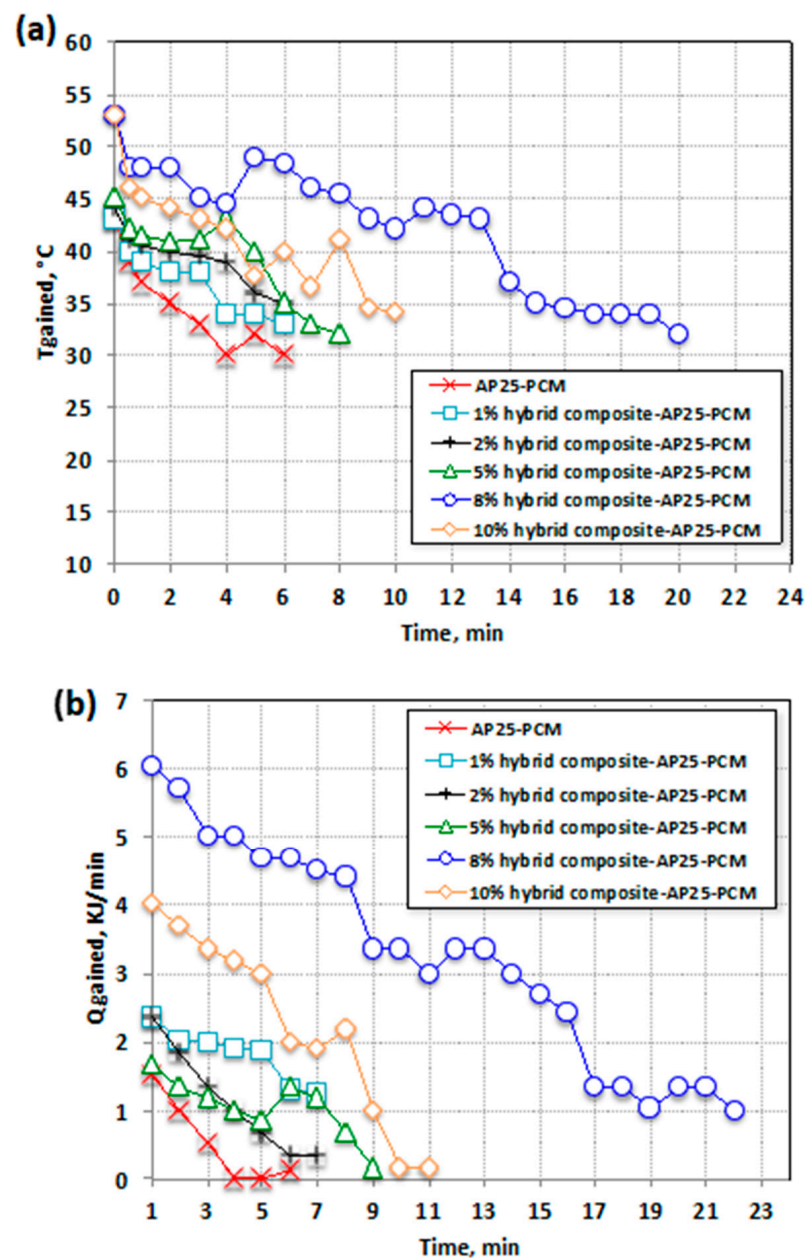 (a)
60
55
50
45
40
35
30
25
20
15
10
Tgained, °C
AP25-PCM
1% hybrid composite-AP25-PCM
2% hybrid composite-AP25-PCM
5% hybrid composite-AP25-PCM
8% hybrid composite-AP25-PCM
10% hybrid composite-AP25-PCM
0 2 4 6 8 10 12 14 16 18 20 22 24
Time, min
(b)
7
6
5
4
3
2
1
0
Qgained, KJ/min
AP25-PCM
1% hybrid composite-AP25-PCM
2% hybrid composite-AP25-PCM
5% hybrid composite-AP25-PCM
8% hybrid composite-AP25-PCM
10% hybrid composite-AP25-PCM
1 3 5 7 9 11 13 15 17 19 21 23
Time, min